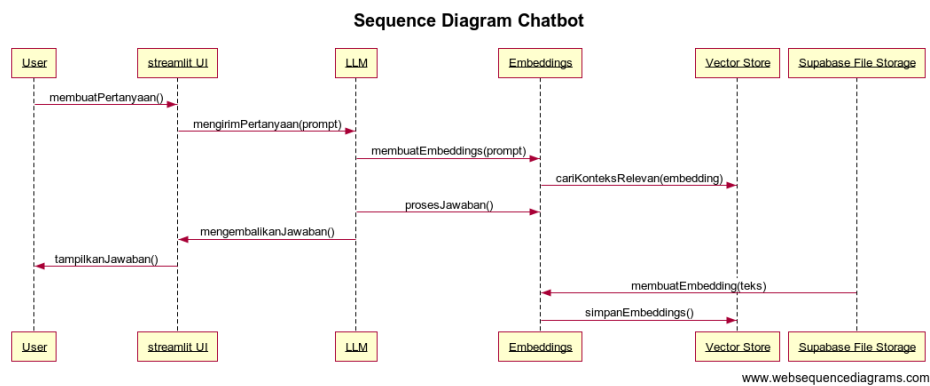 Sequence Diagram Chatbot
User
streamlit UI
LLM
Embeddings
Vector Store
Supabase File Storage
membuatPertanyaan()
mengirimPertanyaan(prompt)
membuatEmbeddings(prompt)
cariKonteksRelevan(embedding)
prosesJawaban()
mengembalikanJawaban()
tampilkanJawaban()
membuatEmbedding(teks)
simpanEmbeddings()
User
streamlit UI
LLM
Embeddings
Vector Store
Supabase File Storage
www.websequencediagrams.com